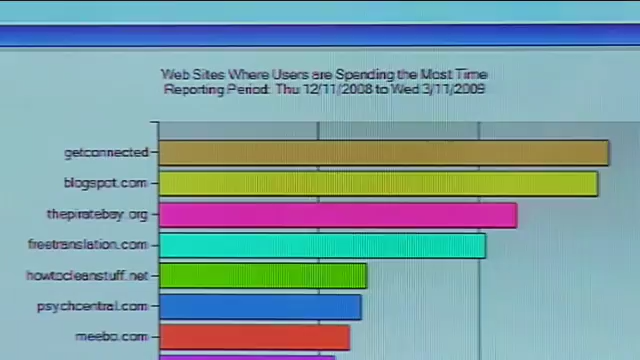 Web Sites Where Users are Spending the Most Time
Reporting Period: Thu 12/11/2008 to Wed 3/11/2009
getconnected
blogspot.com
thepiratebay.org
freetranslation.com
howtocleanstuff.net
psychcentral.com
meebo.com